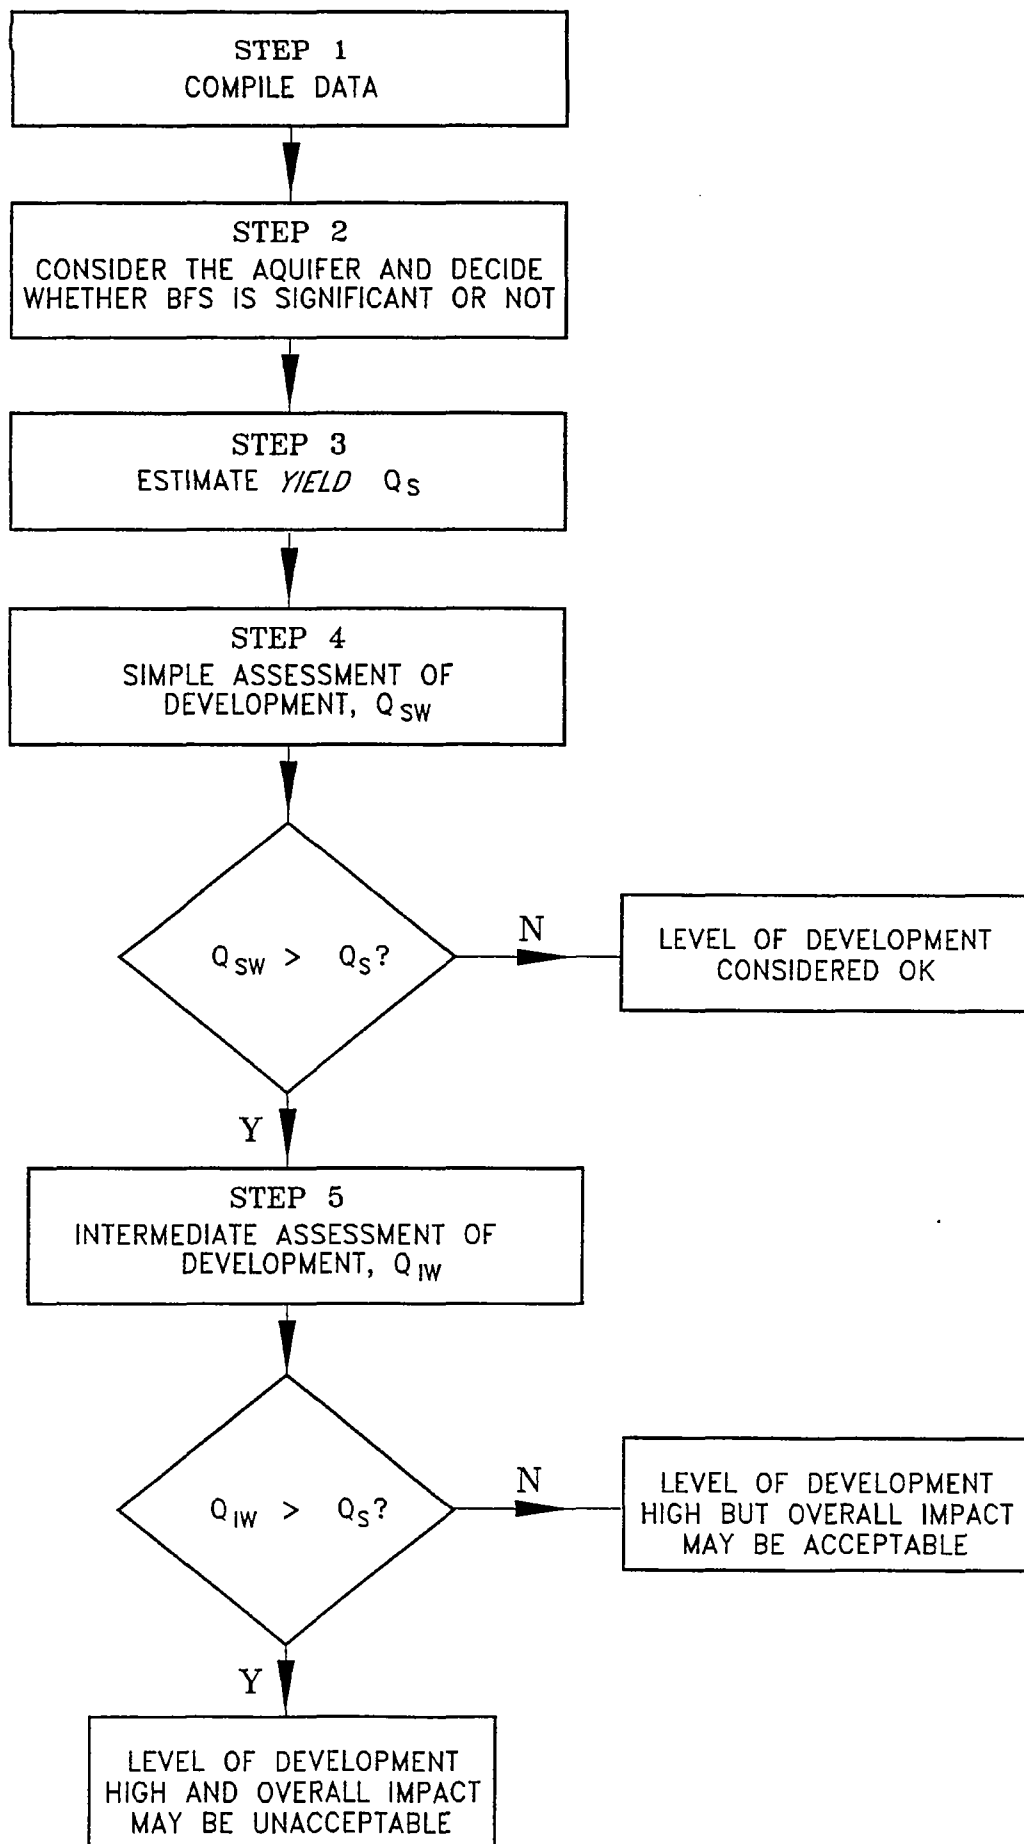 STEP 1
COMPILE DATA
STEP 2
CONSIDER THE AQUIFER AND DECIDE
WHETHER BFS IS SIGNIFICANT OR NOT
STEP 3
ESTIMATE YIELD QS
STEP 4
SIMPLE ASSESSMENT OF
DEVELOPMENT, QSW
QSW > QS?
N
LEVEL OF DEVELOPMENT
CONSIDERED OK
Y
STEP 5
INTERMEDIATE ASSESSMENT OF
DEVELOPMENT, QIW
QIW > QS?
N
LEVEL OF DEVELOPMENT
HIGH BUT OVERALL IMPACT
MAY BE ACCEPTABLE
Y
LEVEL OF DEVELOPMENT
HIGH AND OVERALL IMPACT
MAY BE UNACCEPTABLE